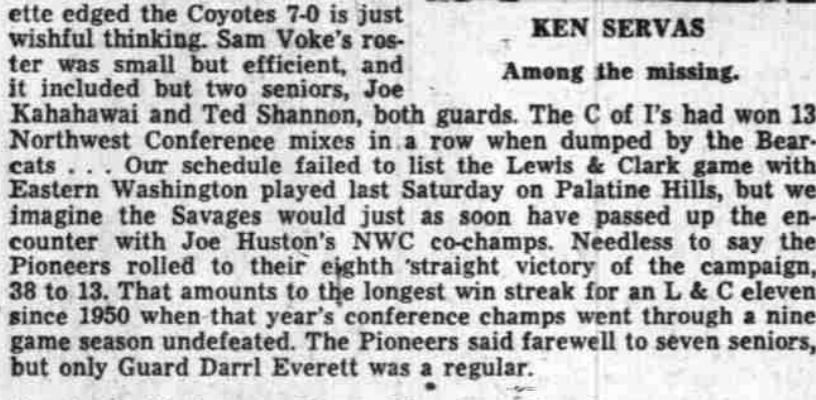 ette edged the Coyotes 7-0 is just
wishful thinking. Sam Voke's ros-
ter was small but efficient, and
it included but two seniors, Joe
KEN SERVAS
Among the missing.
Kahahawai and Ted Shannon, both guards. The C of I's had won 13
Northwest Conference mixes in a row when dumped by the Bear-
cats . . . Our schedule failed to list the Lewis & Clark game with
Eastern Washington played last Saturday on Palatine Hills, but we
imagine the Savages would just as soon have passed up the en-
counter with Joe Huston's NWC co-champs. Needless to say the
Pioneers rolled to their eighth straight victory of the campaign,
38 to 13. That amounts to the longest win streak for an L & C eleven
since 1950 when that year's conference champs went through a nine
game season undefeated. The Pioneers said farewell to seven seniors,
but only Guard Darrl Everett was a regular.